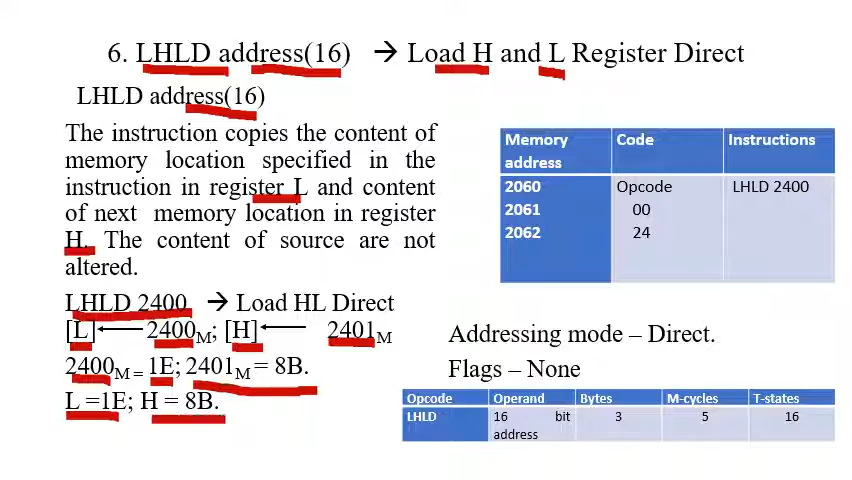 6. LHLD address(16) → Load H and L Register Direct
LHLD address(16)
The instruction copies the content of
memory location specified in the
instruction in register L and content
of next memory location in register
H. The content of source are not
altered.
LHLD 2400 → Load HL Direct
[L] ← 2400M; [H] ← 2401M
2400M = 1E; 2401M = 8B.
L =1E; H = 8B.
Memory address Code Instructions
2060 Opcode LHLD 2400
2061 00
2062 24
Addressing mode – Direct.
Flags – None
Opcode Operand Bytes M-cycles T-states
LHLD 16 bit address 3 5 16